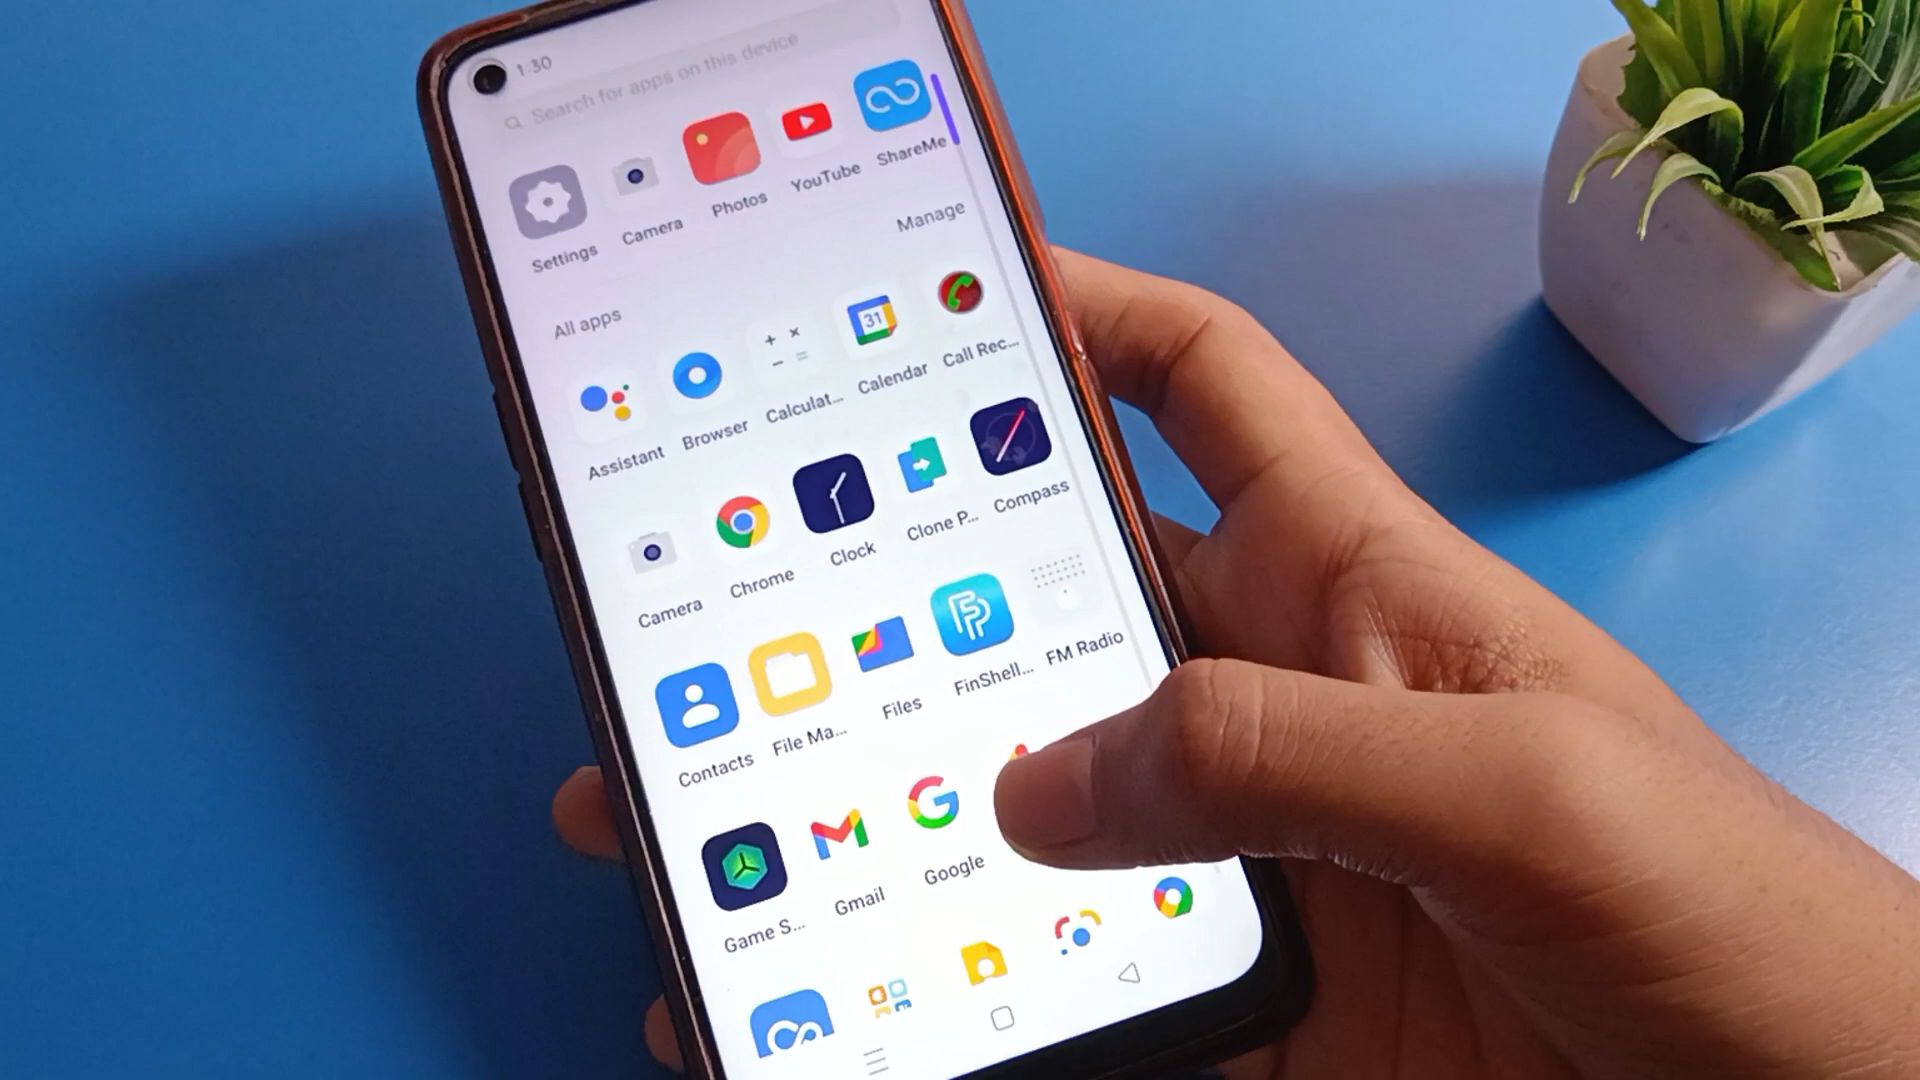 1:30
Search for apps on this device
Settings Camera Photos YouTube ShareMe
Manage
All apps
Assistant Browser Calculat... Calendar Call Rec...
31
Camera Chrome Clock Clone P... Compass
Contacts File Ma... Files FinShell... FM Radio
Game S... Gmail Google